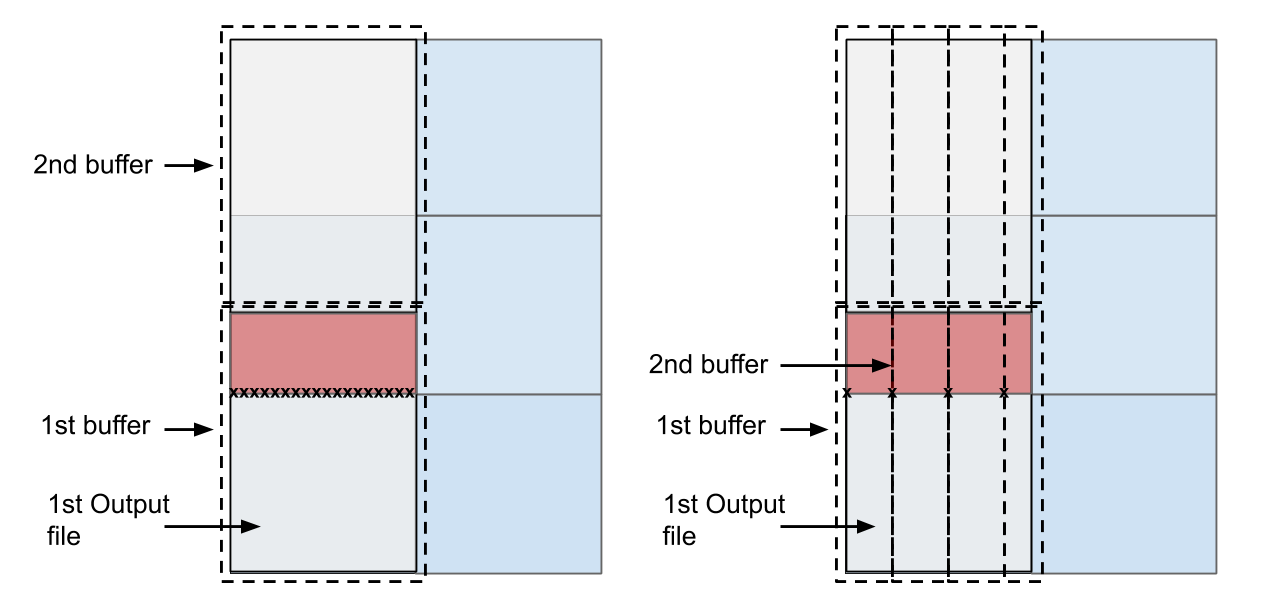 2nd buffer
xxxxxxxxxxxxxxxxxx
1st buffer
1st Output
file
2nd buffer
x x x x
1st buffer
1st Output
file